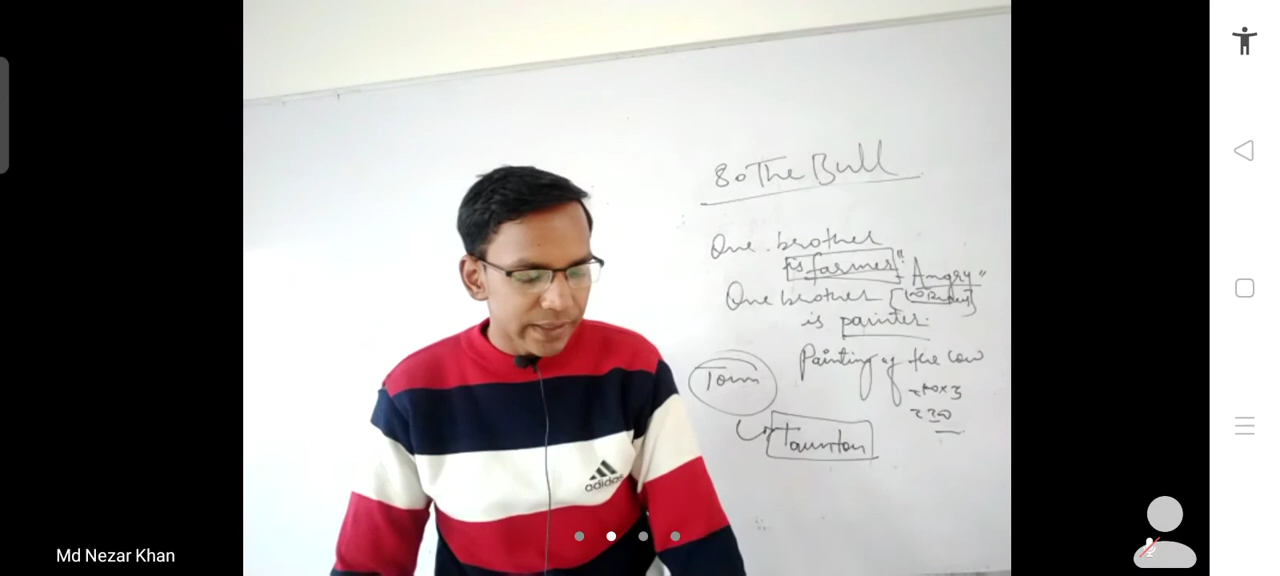 8. The Bull
One brother
is farmer "Angry"
One brother
is painter.
Painting of the cow
Town
Taunton
adidas
Md Nezar Khan